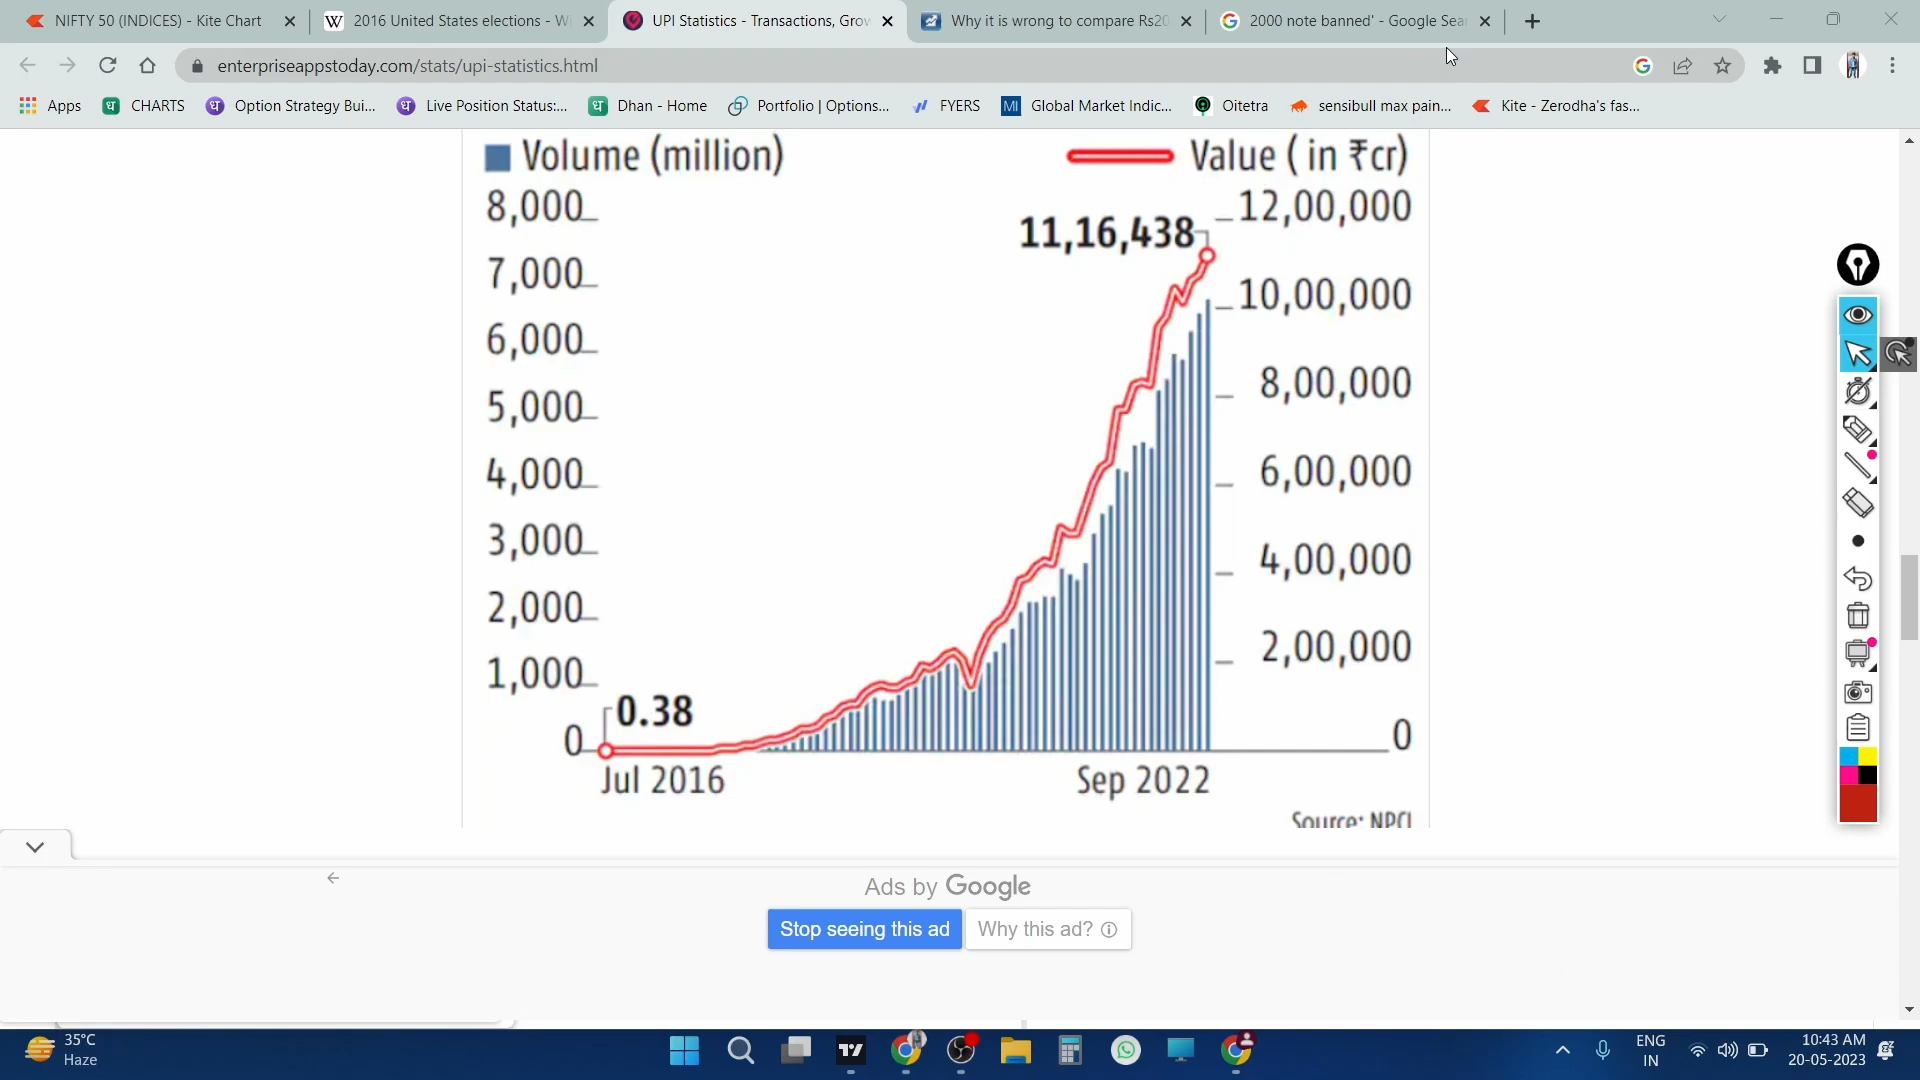 NIFTY 50 (INDICES) - Kite Chart
2016 United States elections - Wi
UPI Statistics - Transactions, Grow
Why it is wrong to compare Rs20
2000 note banned' - Google Sear
enterpriseappstoday.com/stats/upi-statistics.html
Apps
CHARTS
Option Strategy Bui...
Live Position Status:...
Dhan - Home
Portfolio | Options...
FYERS
Global Market Indic...
Oitetra
sensibull max pain...
Kite - Zerodha's fas...
Volume (million)
Value ( in ₹cr)
8,000
12,00,000
11,16,438
7,000
10,00,000
6,000
8,00,000
5,000
4,000
6,00,000
3,000
4,00,000
2,000
2,00,000
1,000
0.38
0
0
Jul 2016
Sep 2022
Source: NPCI
Ads by Google
Stop seeing this ad
Why this ad?
35°C
Haze
ENG
IN
10:43 AM
20-05-2023